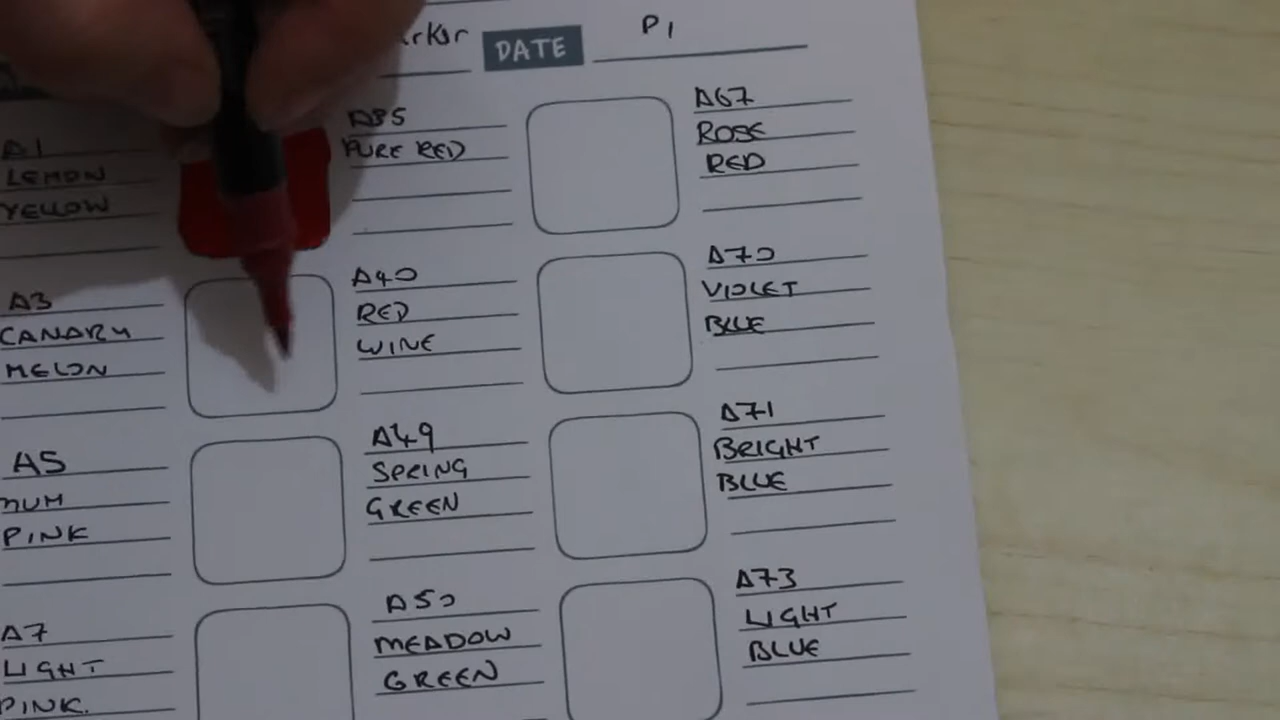 DATE P1
A1
LEMON
YELLOW
A3
CANARY
MELON
A5
PINK
A7
LIGHT
PINK.
A35
PURE RED
A40
RED
WINE
A49
SPRING
GREEN
A50
MEADOW
GREEN
A67
ROSE
RED
A70
VIOLET
BLUE
A71
BRIGHT
BLUE
A73
LIGHT
BLUE